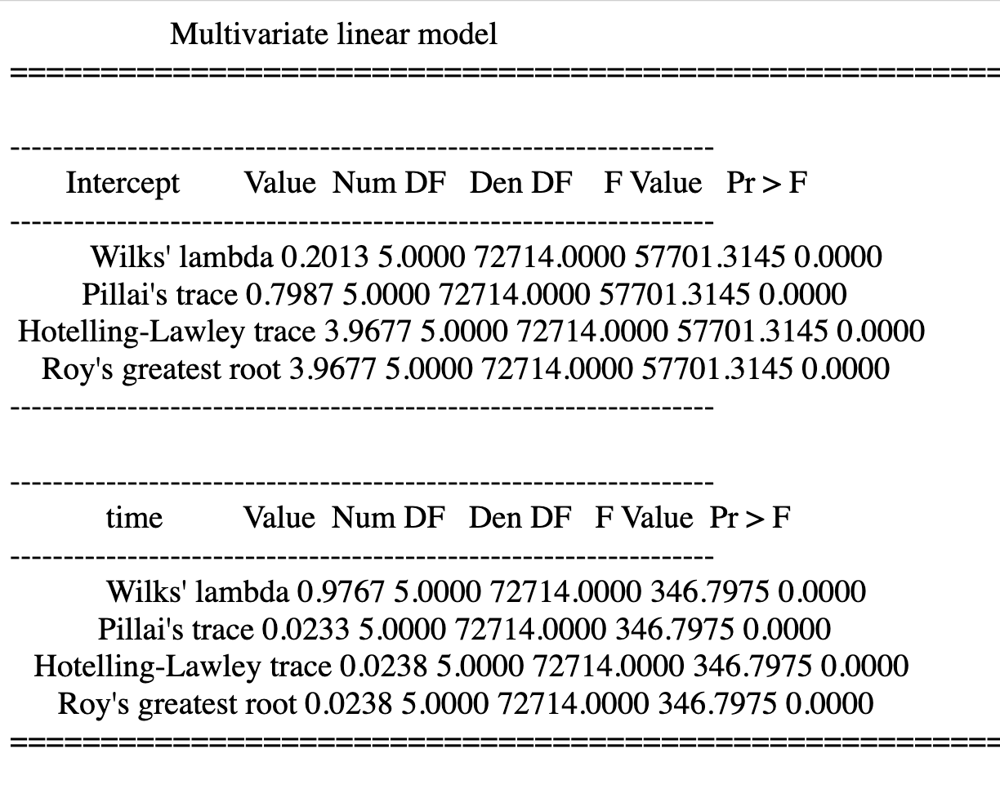 Multivariate linear model
================================================================
------------------------------------------------------------------
Intercept Value Num DF Den DF F Value Pr > F
------------------------------------------------------------------
Wilks' lambda 0.2013 5.0000 72714.0000 57701.3145 0.0000
Pillai's trace 0.7987 5.0000 72714.0000 57701.3145 0.0000
Hotelling-Lawley trace 3.9677 5.0000 72714.0000 57701.3145 0.0000
Roy's greatest root 3.9677 5.0000 72714.0000 57701.3145 0.0000
------------------------------------------------------------------
------------------------------------------------------------------
time Value Num DF Den DF F Value Pr > F
------------------------------------------------------------------
Wilks' lambda 0.9767 5.0000 72714.0000 346.7975 0.0000
Pillai's trace 0.0233 5.0000 72714.0000 346.7975 0.0000
Hotelling-Lawley trace 0.0238 5.0000 72714.0000 346.7975 0.0000
Roy's greatest root 0.0238 5.0000 72714.0000 346.7975 0.0000
================================================================